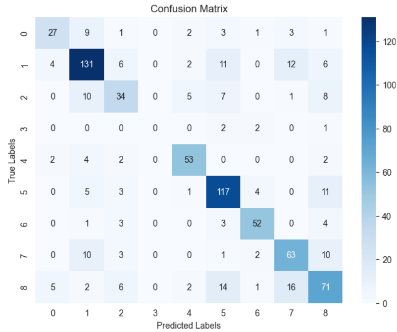 Confusion Matrix
0 27 9 1 0 2 3 1 3 1
1 4 131 6 0 2 11 0 12 6
2 0 10 34 0 5 7 0 1 8
3 0 0 0 0 0 2 2 0 1
4 2 4 2 0 53 0 0 0 2
5 0 5 3 0 1 117 4 0 11
6 0 1 3 0 0 3 52 0 4
7 0 10 3 0 0 1 2 63 10
8 5 2 6 0 2 14 1 16 71
0 1 2 3 4 5 6 7 8
Predicted Labels
True Labels
120
100
80
60
40
20
0